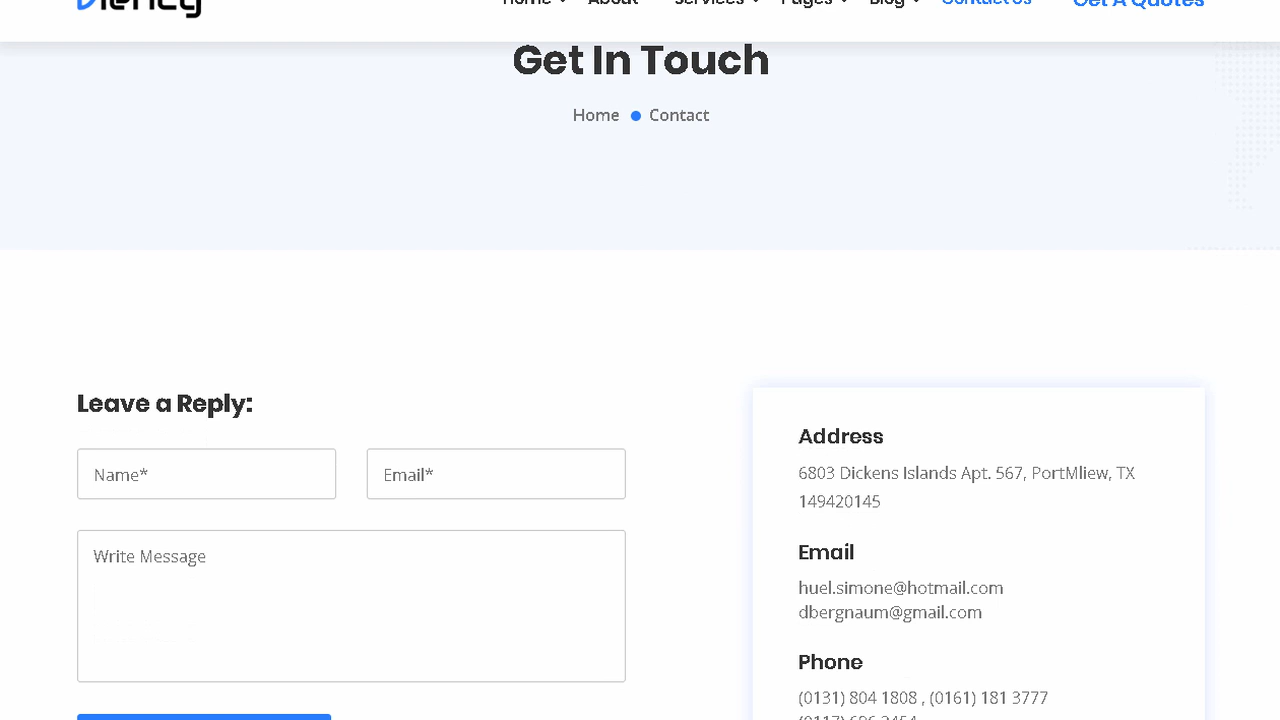 Home About Services Pages Blog Contact Us Get A Quotes
Get In Touch
Home Contact
Leave a Reply:
Name*
Email*
Write Message
Address
6803 Dickens Islands Apt. 567, PortMliew, TX
149420145
Email
huel.simone@hotmail.com
dbergnaum@gmail.com
Phone
(0131) 804 1808 , (0161) 181 3777